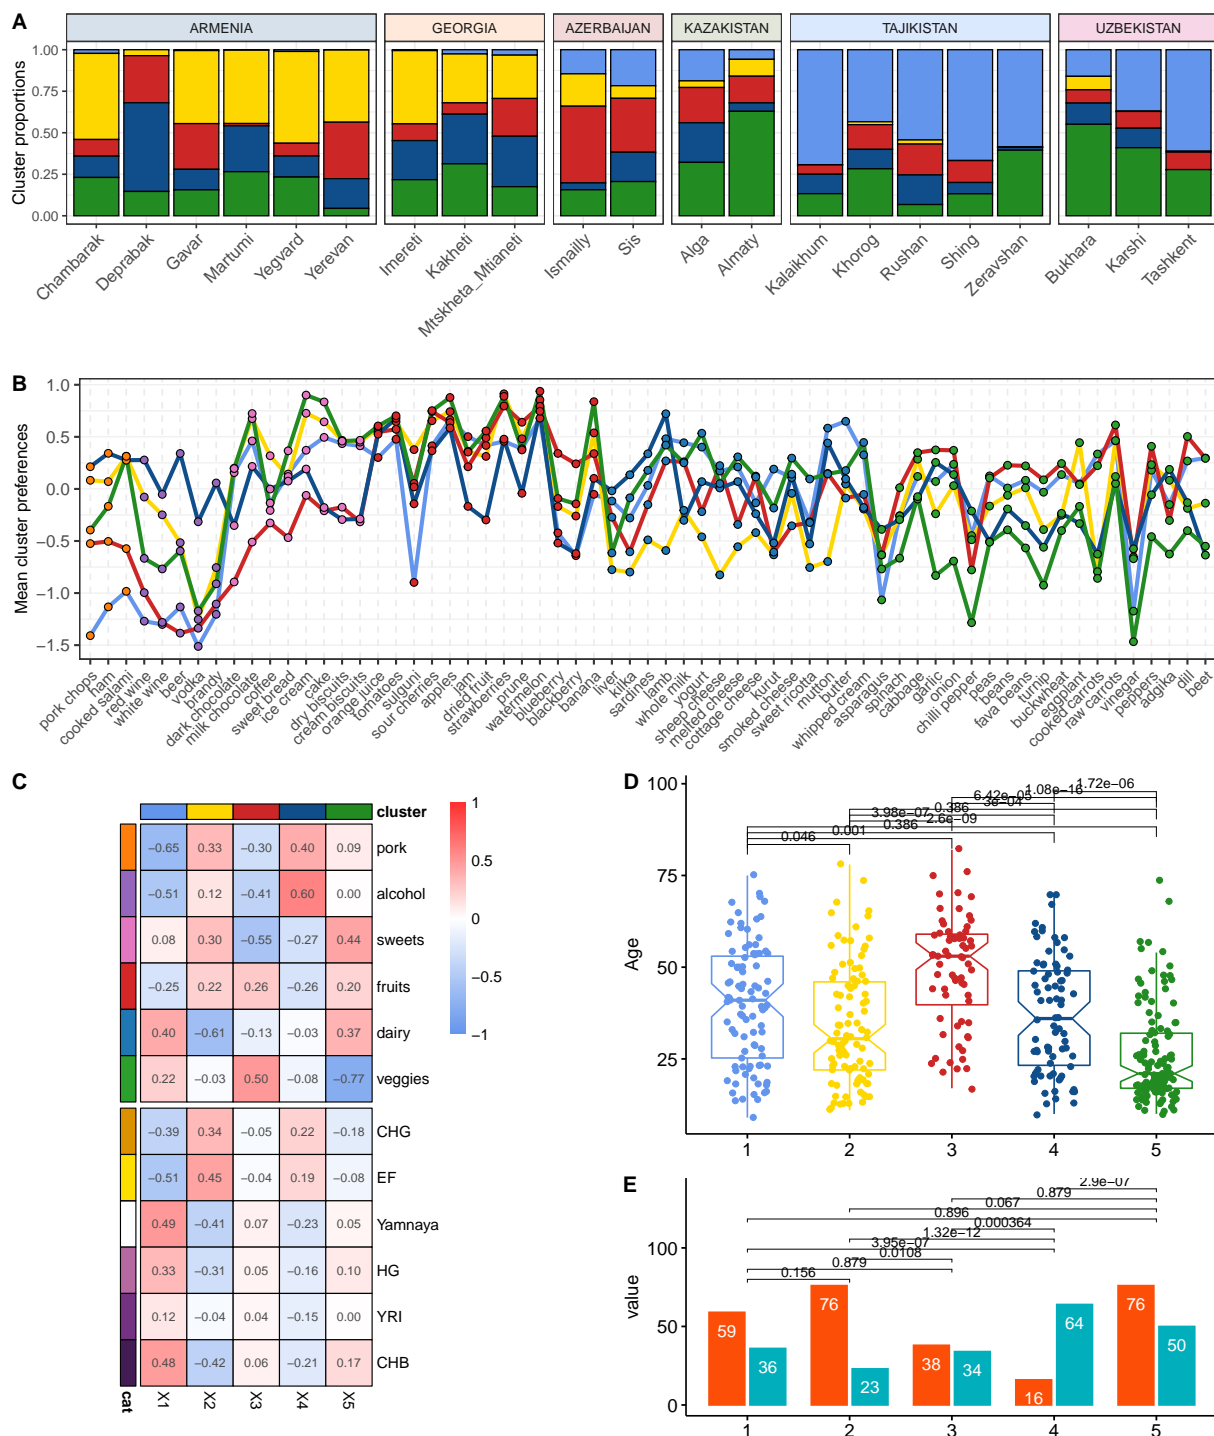 A
ARMENIA GEORGIA AZERBAIJAN KAZAKISTAN TAJIKISTAN UZBEKISTAN
Cluster proportions
1.00
0.75
0.50
0.25
0.00
Chambarak Deprabak Gavar Martumi Yegvard Yerevan Imereti Kakheti Mtskheta_Mtianeti Ismailly Sis Alga Almaty Kalaikhum Khorog Rushan Shing Zeravshan Bukhara Karshi Tashkent
B
Mean cluster preferences
1.0
0.5
0.0
−0.5
−1.0
−1.5
pork chops ham cooked salami red wine white wine beer vodka brandy dark chocolate milk chocolate coffee sweet bread ice cream cake dry biscuits cream biscuits orange juice tomatoes sulguni sour cherries apples jam dried fruit strawberries prune watermelon blueberry blackberry banana liver kilka sardines lamb whole milk yogurt sheep cheese melted cheese cottage cheese kurut smoked cheese sweet ricotta mutton butter whipped cream asparagus spinach cabbage garlic onion chilli pepper peas beans fava beans turnip buckwheat eggplant cooked carrots raw carrots vinegar peppers adgika dill beet
C
cluster
−0.65 0.33 −0.30 0.40 0.09 pork
−0.51 0.12 −0.41 0.60 0.00 alcohol
0.08 0.30 −0.55 −0.27 0.44 sweets
−0.25 0.22 0.26 −0.26 0.20 fruits
0.40 −0.61 −0.13 −0.03 0.37 dairy
0.22 −0.03 0.50 −0.08 −0.77 veggies
−0.39 0.34 −0.05 0.22 −0.18 CHG
−0.51 0.45 −0.04 0.19 −0.08 EF
0.49 −0.41 0.07 −0.23 0.05 Yamnaya
0.33 −0.31 0.05 −0.16 0.10 HG
0.12 −0.04 0.04 −0.15 0.00 YRI
0.48 −0.42 0.06 −0.21 0.17 CHB
cat X1 X2 X3 X4 X5
1
0.5
0
−0.5
−1
D
Age
100
75
50
25
1.72e−06
1.08e−16
6.42e−05
3e−04
0.386
3.98e−07
2.6e−09
0.386
0.001
0.046
1 2 3 4 5
E
value
100
50
0
2.9e−07
0.879
0.067
0.896
0.000364
1.32e−12
3.95e−07
0.0108
0.879
0.156
59 36 76 23 38 34 16 64 76 50
1 2 3 4 5